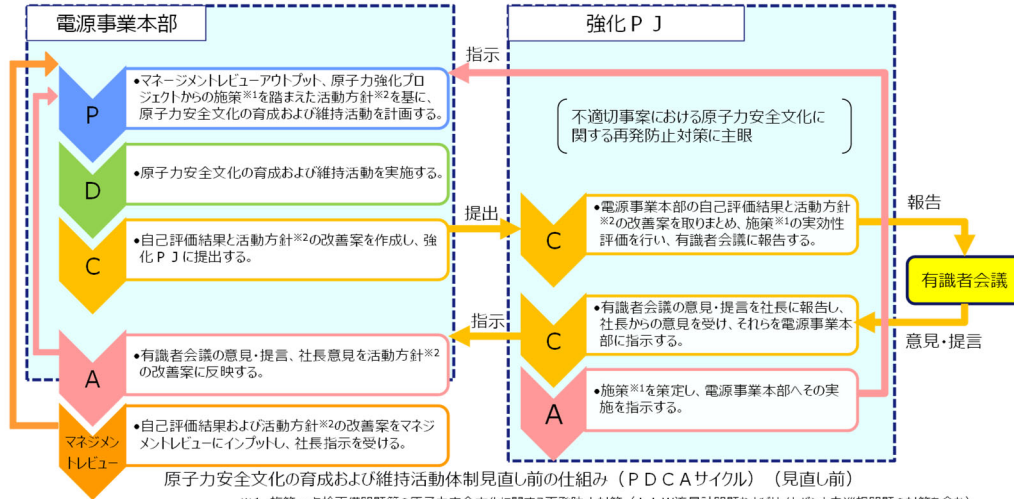 電源事業本部
強化ＰＪ
指示
P
●マネージメントレビューアウトプット、原子力強化プロ
ジェクトからの施策※1を踏まえた活動方針※2を基に、
原子力安全文化の育成および維持活動を計画する。
不適切事案における原子力安全文化に
関する再発防止対策に主眼
D
●原子力安全文化の育成および維持活動を実施する。
C
●自己評価結果と活動方針※2の改善案を作成し、強
化ＰＪに提出する。
提出
C
●電源事業本部の自己評価結果と活動方針
※2の改善案を取りまとめ、施策※1の実効性
評価を行い、有識者会議に報告する。
報告
有識者会議
意見・提言
C
●有識者会議の意見・提言を社長に報告し、
社長からの意見を受け、それらを電源事業本
部に指示する。
指示
A
●有識者会議の意見・提言、社長意見を活動方針※2
の改善案に反映する。
A
●施策※1を策定し、電源事業本部へその実
施を指示する。
マネジメン
トレビュー
●自己評価結果および活動方針※2の改善案をマネジ
メントレビューにインプットし、社長指示を受ける。
原子力安全文化の育成および維持活動体制見直し前の仕組み（ＰＤＣＡサイクル）（見直し前）